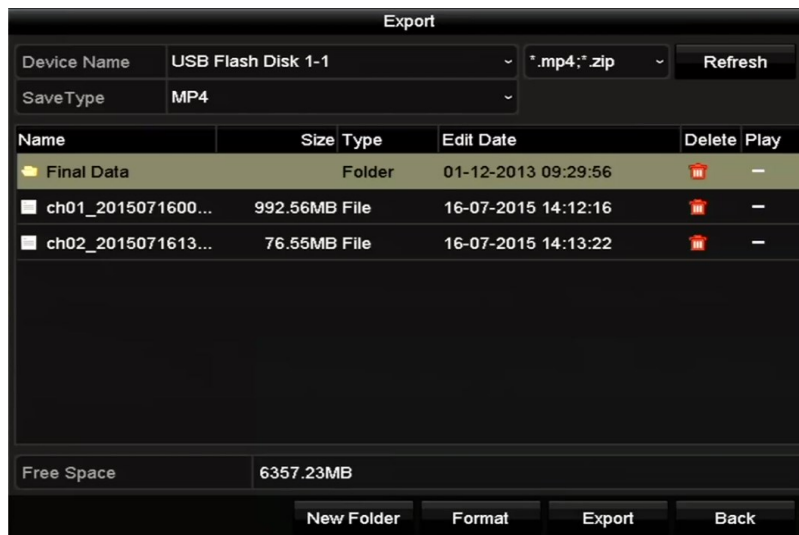 Export
Device Name USB Flash Disk 1-1 *.mp4;*.zip Refresh
SaveType MP4
Name Size Type Edit Date Delete Play
Final Data Folder 01-12-2013 09:29:56
ch01_2015071600... 992.56MB File 16-07-2015 14:12:16
ch02_2015071613... 76.55MB File 16-07-2015 14:13:22
Free Space 6357.23MB
New Folder Format Export Back